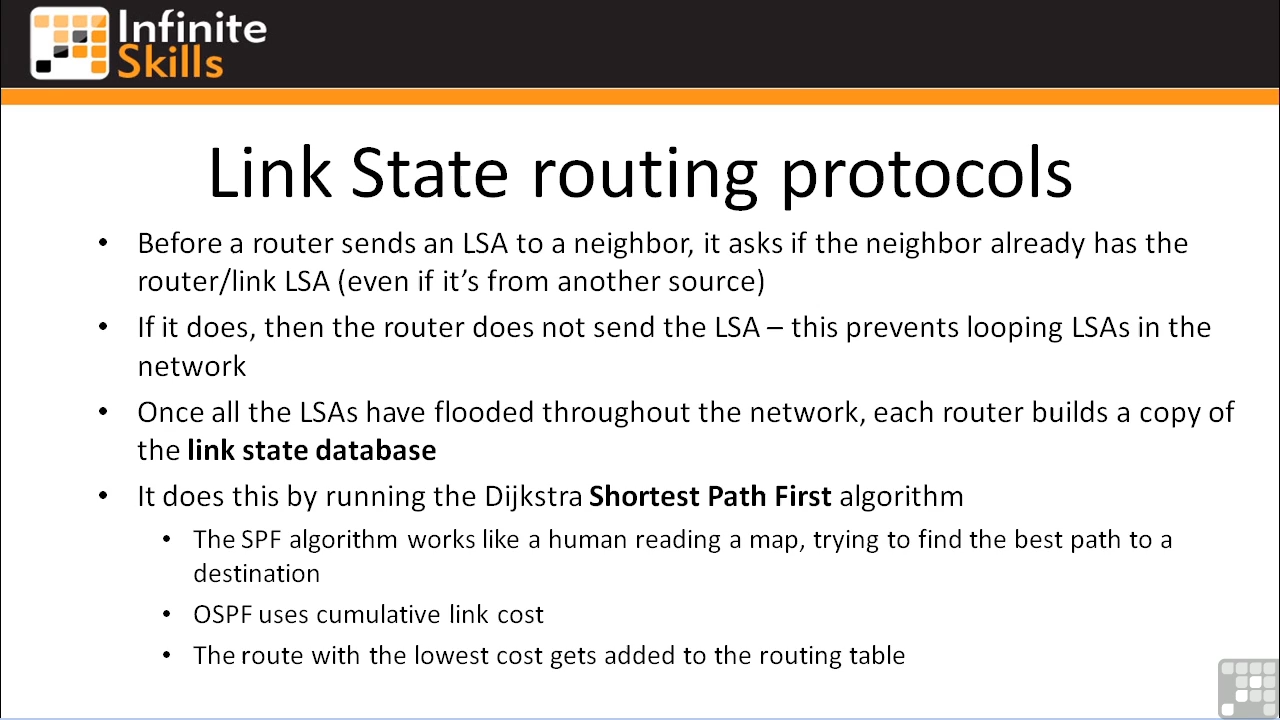 Infinite
Skills
Link State routing protocols
• Before a router sends an LSA to a neighbor, it asks if the neighbor already has the
router/link LSA (even if it’s from another source)
• If it does, then the router does not send the LSA – this prevents looping LSAs in the
network
• Once all the LSAs have flooded throughout the network, each router builds a copy of
the link state database
• It does this by running the Dijkstra Shortest Path First algorithm
• The SPF algorithm works like a human reading a map, trying to find the best path to a
destination
• OSPF uses cumulative link cost
• The route with the lowest cost gets added to the routing table